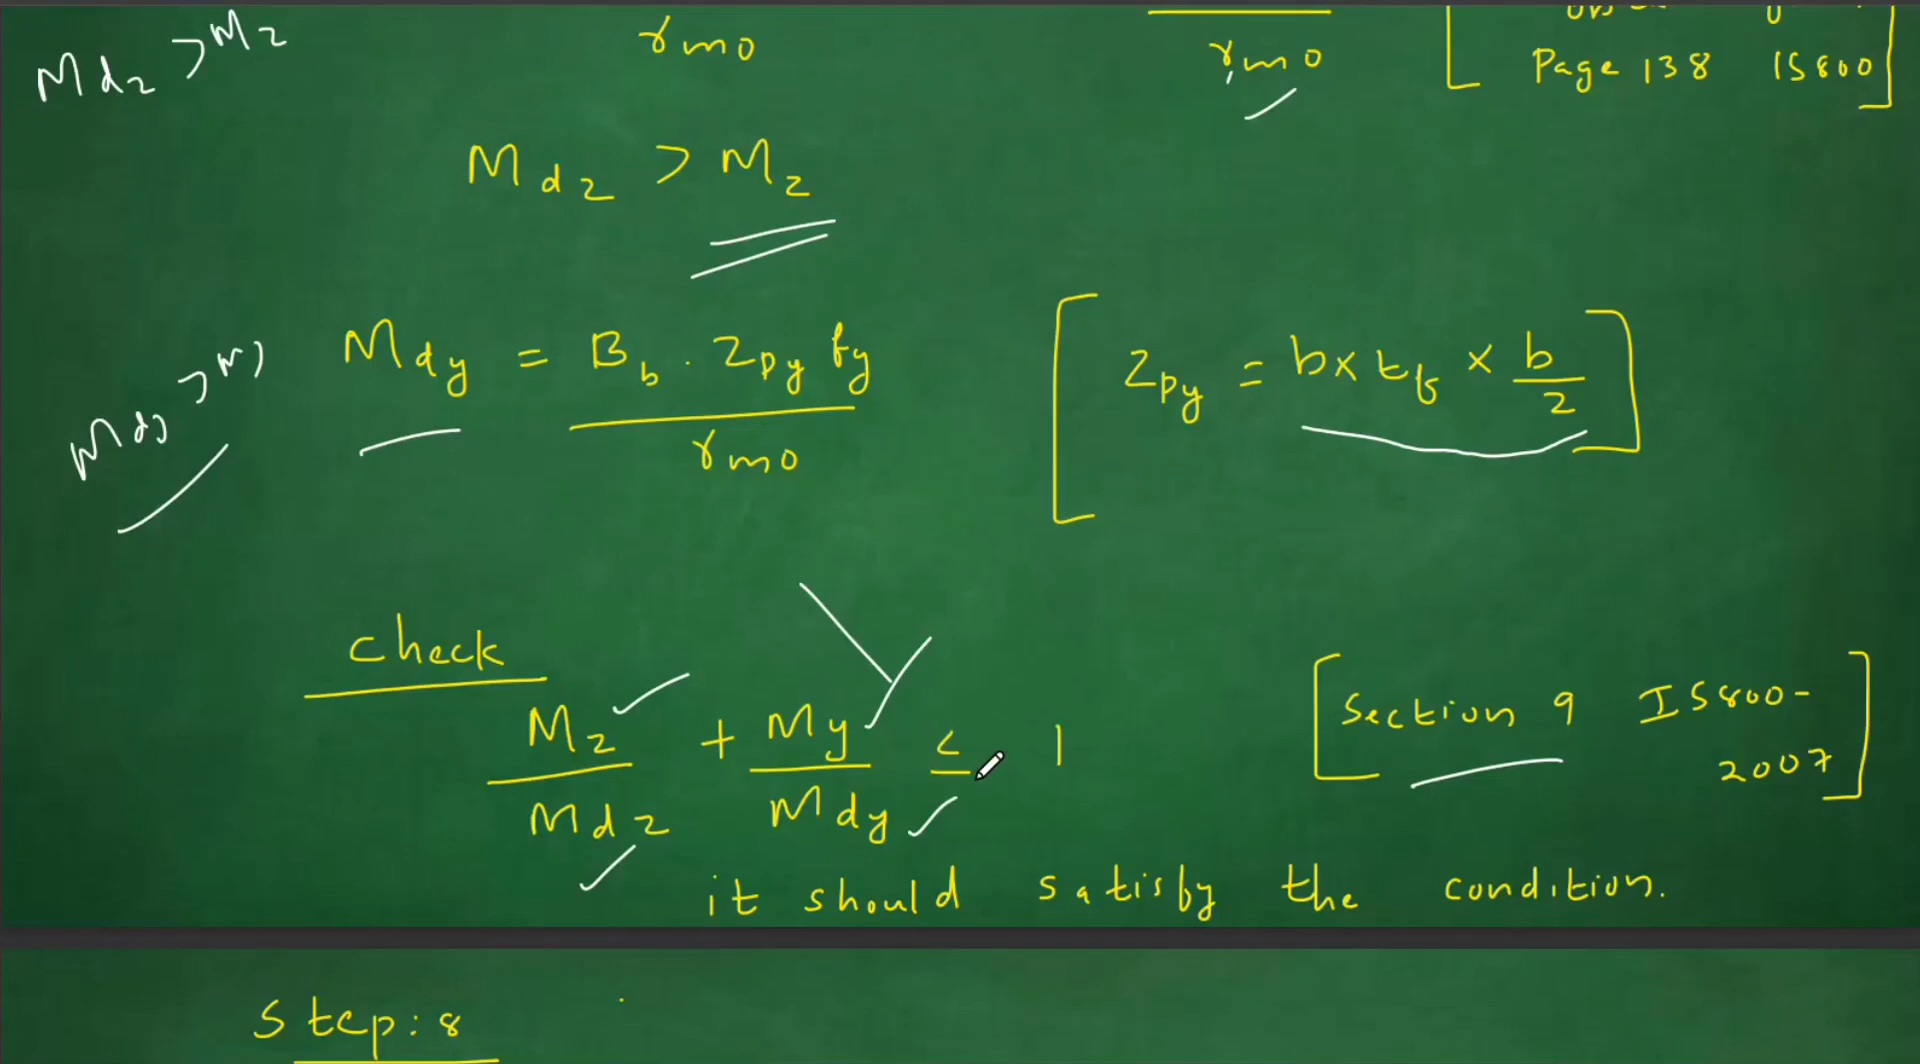 Mdz > Mz
γmo
γmo
Page 138 IS800
Mdz > Mz
Mdy > My
Mdy = Bb . Zpy fy
γmo
Zpy = b x tf x b
2
check
Mz + My ≤ 1
Mdz Mdy
[Section 9 IS800-
2007]
it should satisfy the condition.
Step: 8